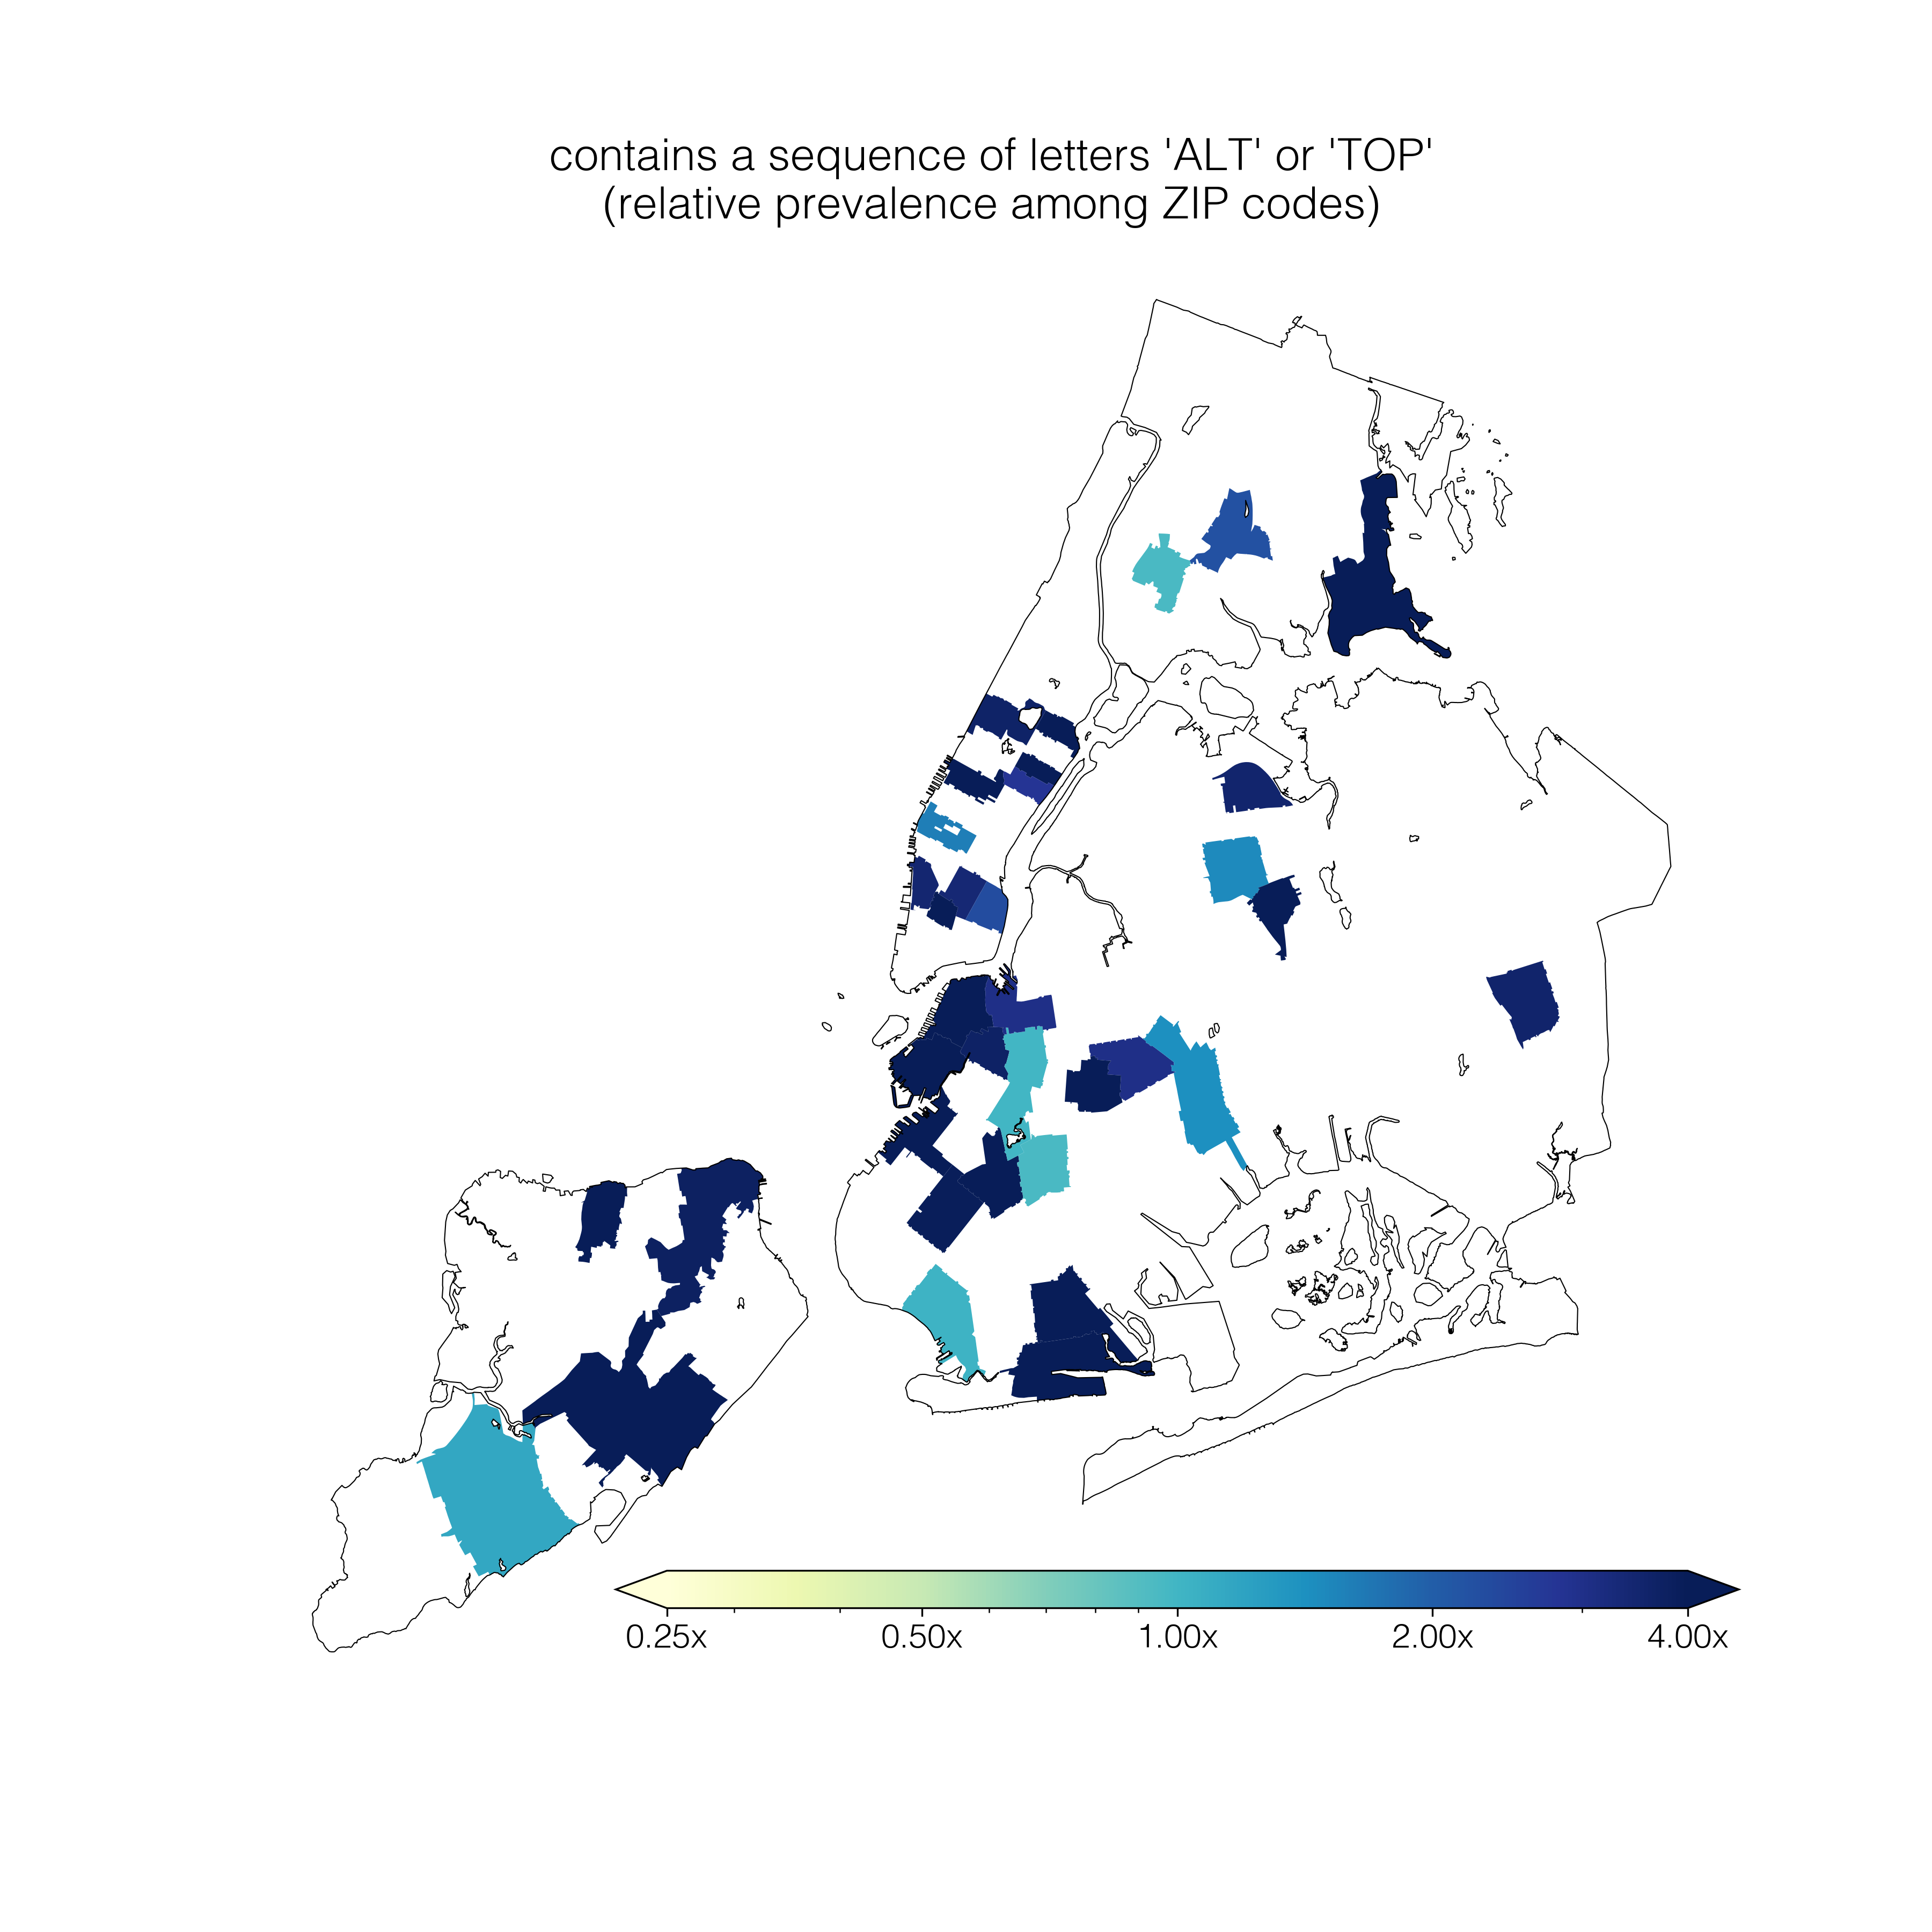 contains a sequence of letters 'ALT' or 'TOP'
(relative prevalence among ZIP codes)
0.25x 0.50x 1.00x 2.00x 4.00x